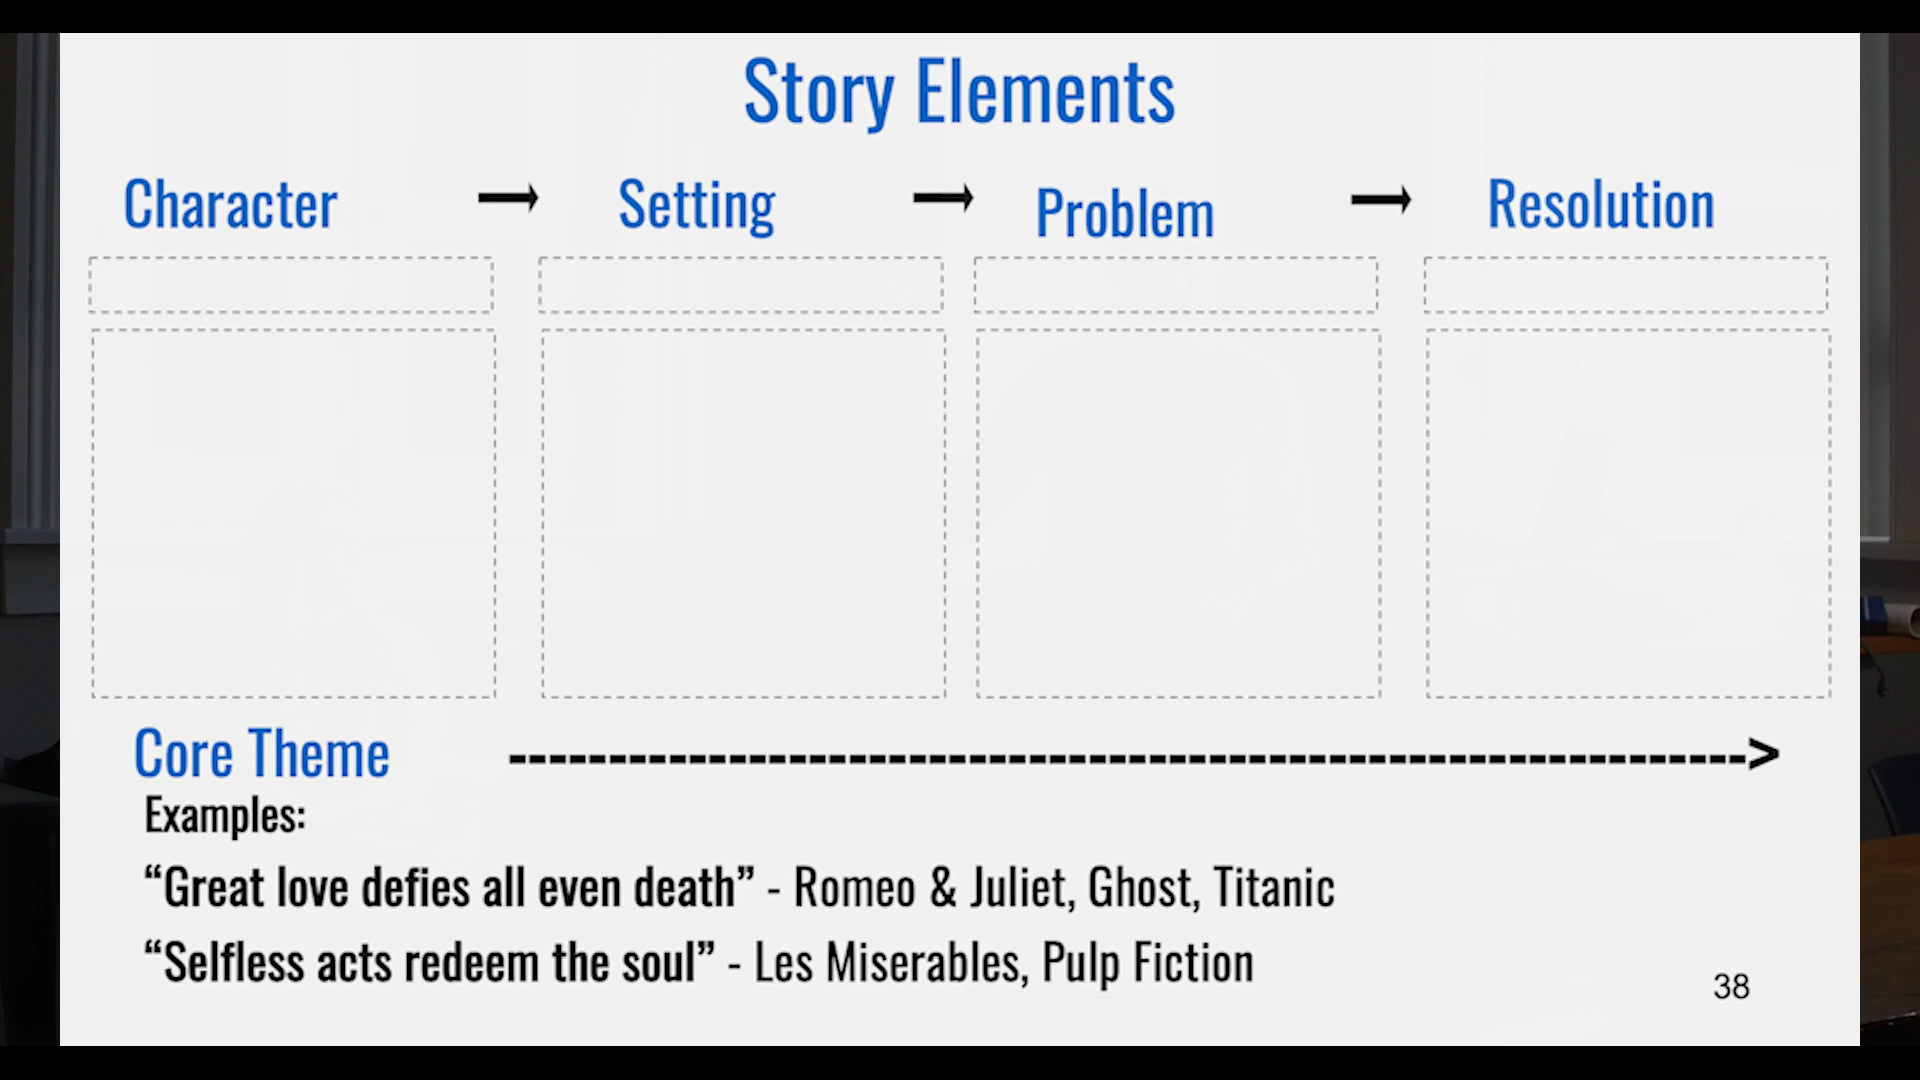 Story Elements
Character → Setting → Problem → Resolution
Core Theme ---------------------------------------------------------------->
Examples:
“Great love defies all even death” - Romeo & Juliet, Ghost, Titanic
“Selfless acts redeem the soul” - Les Miserables, Pulp Fiction
38